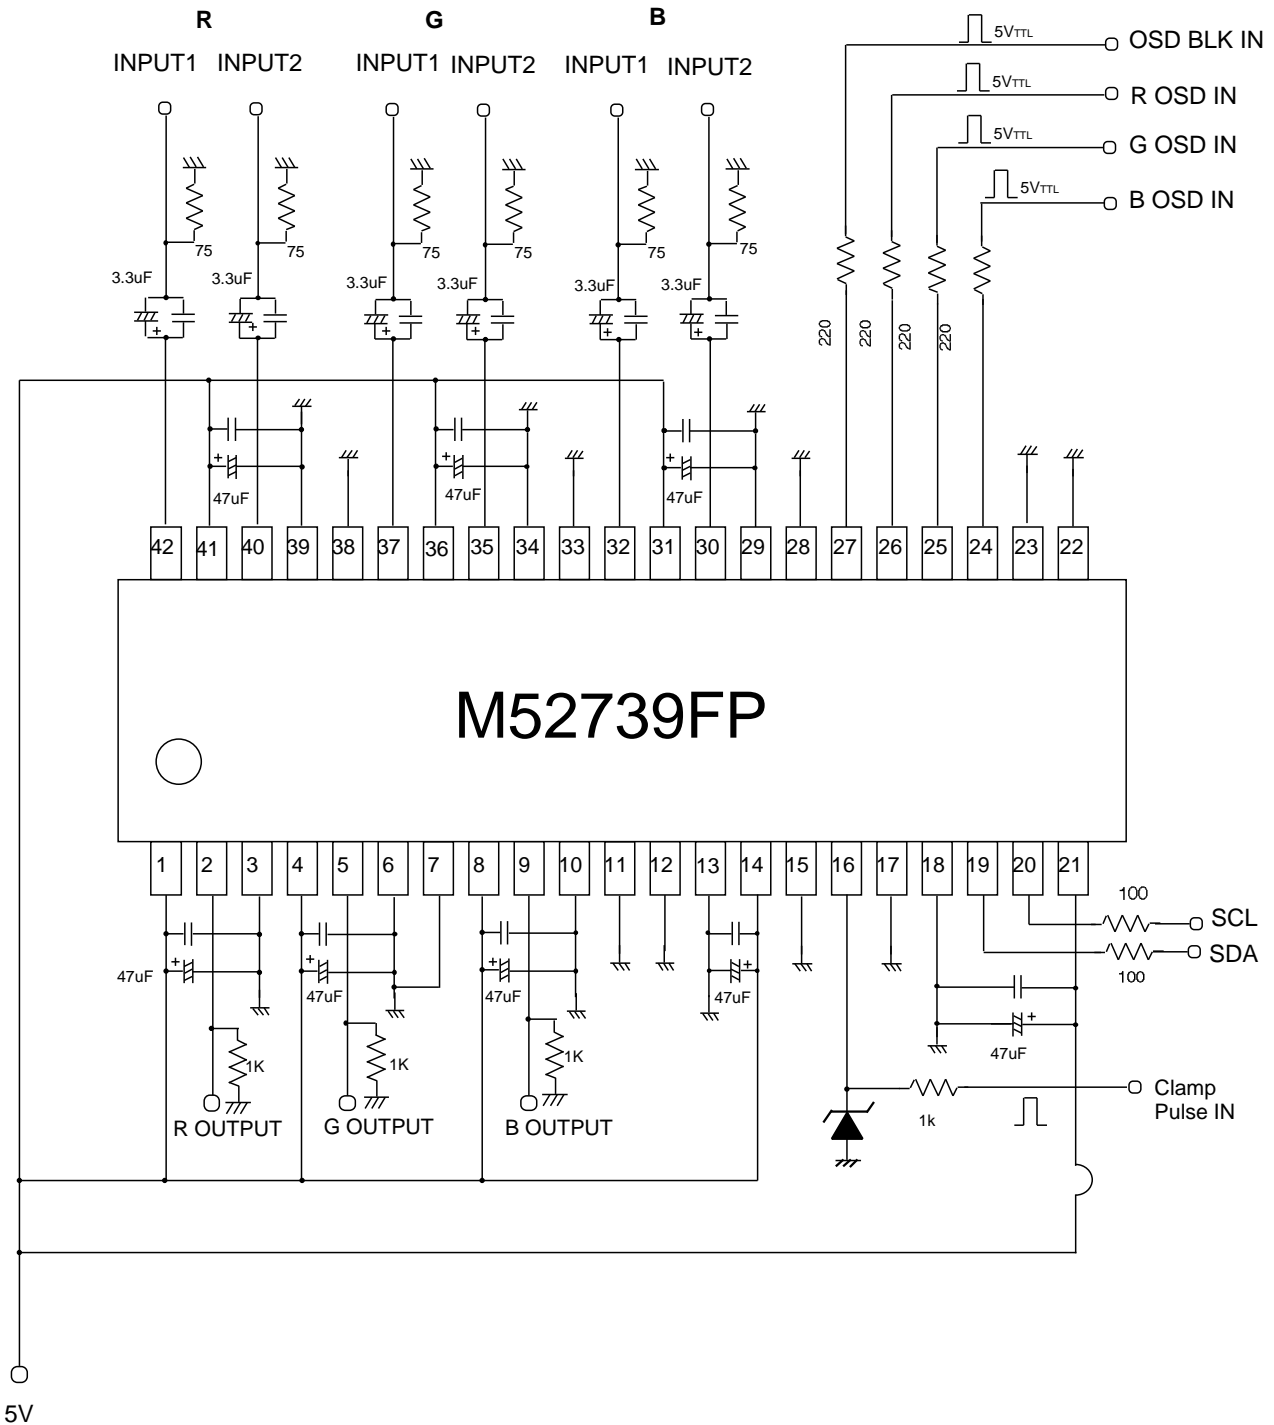 R G B
INPUT1 INPUT2 INPUT1 INPUT2 INPUT1 INPUT2
5VTTL OSD BLK IN
5VTTL R OSD IN
5VTTL G OSD IN
5VTTL B OSD IN
75 75 75 75 75 75
3.3uF 3.3uF 3.3uF 3.3uF 3.3uF 3.3uF
220 220 220 220
+ + + + + +
+ + +
47uF 47uF 47uF
42 41 40 39 38 37 36 35 34 33 32 31 30 29 28 27 26 25 24 23 22
M52739FP
1 2 3 4 5 6 7 8 9 10 11 12 13 14 15 16 17 18 19 20 21
100 SCL
SDA
100
+ + + +
47uF 47uF 47uF 47uF
+
47uF
1K 1K 1K
R OUTPUT G OUTPUT B OUTPUT
1k
Clamp
Pulse IN
5V